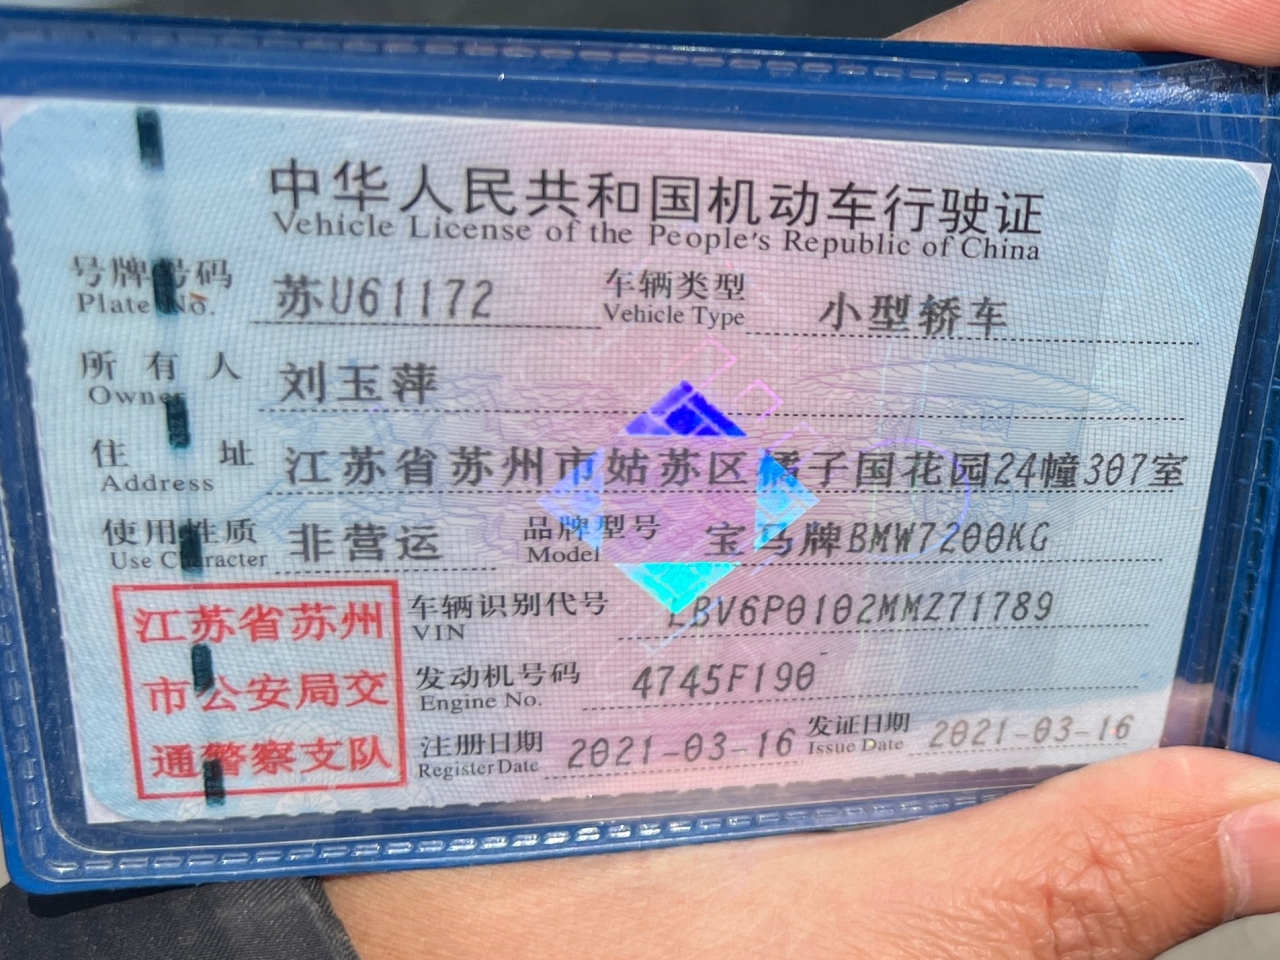 中华人民共和国机动车行驶证
Vehicle License of the People's Republic of China
号牌号码 苏U61172 车辆类型 小型轿车
Plate No. Vehicle Type
所有人 刘玉萍
Owner
住址 江苏省苏州市姑苏区橘子国花园24幢307室
Address
使用性质 非营运 品牌型号 宝马牌BMW7200KG
Use Character Model
江苏省苏州
市公安局交
通警察支队
车辆识别代号 LBV6P0102MMZ71789
VIN
发动机号码 4745F190
Engine No.
注册日期 2021-03-16 发证日期 2021-03-16
Register Date Issue Date